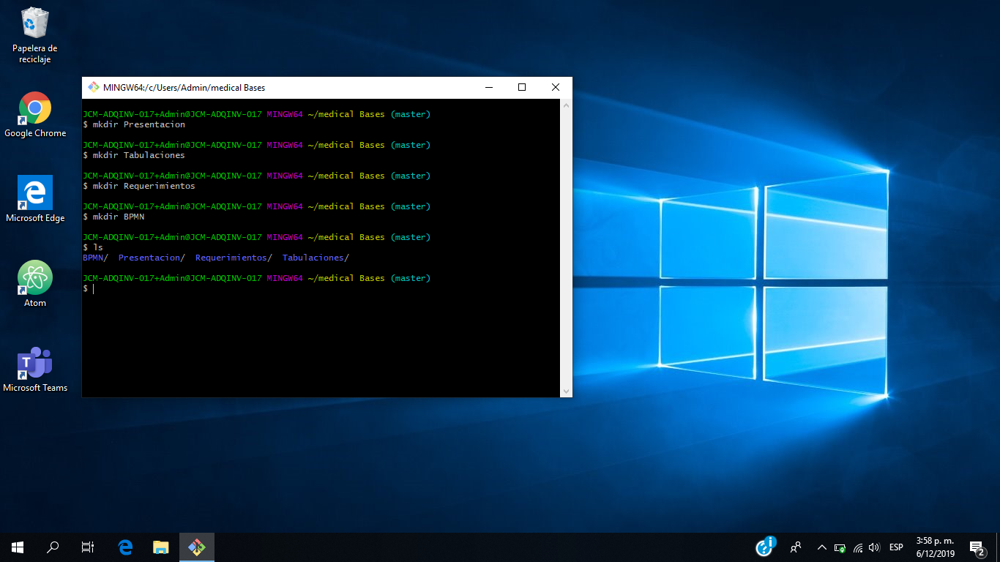 Papelera de
reciclaje
Google Chrome
Microsoft Edge
Atom
Microsoft Teams
MINGW64:/c/Users/Admin/medical Bases
JCM-ADQINV-017+Admin@JCM-ADQINV-017 MINGW64 ~/medical Bases (master)
$ mkdir Presentacion
JCM-ADQINV-017+Admin@JCM-ADQINV-017 MINGW64 ~/medical Bases (master)
$ mkdir Tabulaciones
JCM-ADQINV-017+Admin@JCM-ADQINV-017 MINGW64 ~/medical Bases (master)
$ mkdir Requerimientos
JCM-ADQINV-017+Admin@JCM-ADQINV-017 MINGW64 ~/medical Bases (master)
$ mkdir BPMN
JCM-ADQINV-017+Admin@JCM-ADQINV-017 MINGW64 ~/medical Bases (master)
$ ls
BPMN/  Presentacion/  Requerimientos/  Tabulaciones/
JCM-ADQINV-017+Admin@JCM-ADQINV-017 MINGW64 ~/medical Bases (master)
$
ESP
3:58 p. m.
6/12/2019
2